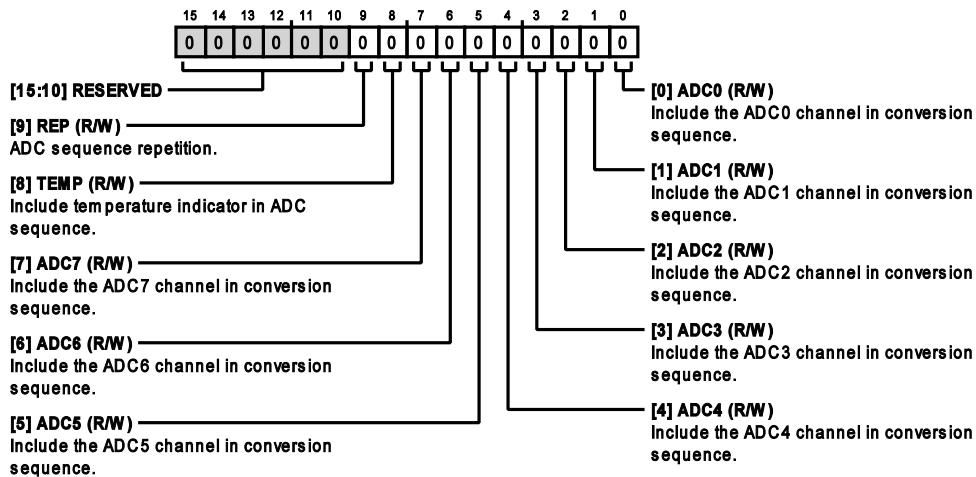 15 14 13 12 11 10 9 8 7 6 5 4 3 2 1 0
0 0 0 0 0 0 0 0 0 0 0 0 0 0 0 0
[15:10] RESERVED
[9] REP (R/W)
ADC sequence repetition.
[8] TEMP (R/W)
Include temperature indicator in ADC
sequence.
[7] ADC7 (R/W)
Include the ADC7 channel in conversion
sequence.
[6] ADC6 (R/W)
Include the ADC6 channel in conversion
sequence.
[5] ADC5 (R/W)
Include the ADC5 channel in conversion
sequence.
[0] ADC0 (R/W)
Include the ADC0 channel in conversion
sequence.
[1] ADC1 (R/W)
Include the ADC1 channel in conversion
sequence.
[2] ADC2 (R/W)
Include the ADC2 channel in conversion
sequence.
[3] ADC3 (R/W)
Include the ADC3 channel in conversion
sequence.
[4] ADC4 (R/W)
Include the ADC4 channel in conversion
sequence.